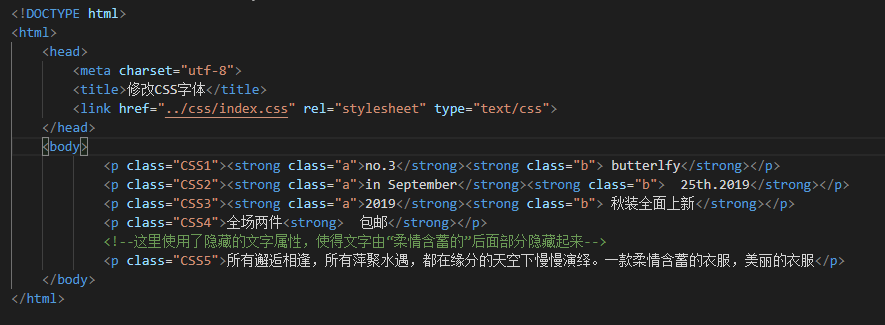 <!DOCTYPE html>
<html>
<head>
<meta charset="utf-8">
<title>修改CSS字体</title>
<link href="../css/index.css" rel="stylesheet" type="text/css">
</head>
<body>
<p class="CSS1"><strong class="a">no.3</strong><strong class="b"> butterlfy</strong></p>
<p class="CSS2"><strong class="a">in September</strong><strong class="b">  25th.2019</strong></p>
<p class="CSS3"><strong class="a">2019</strong><strong class="b"> 秋装全面上新</strong></p>
<p class="CSS4">全场两件<strong>  包邮</strong></p>
<!--这里使用了隐藏的文字属性，使得文字由“柔情含蓄的”后面部分隐藏起来-->
<p class="CSS5">所有邂逅相逢，所有萍聚水遇，都在缘分的天空下慢慢演绎。一款柔情含蓄的衣服，美丽的衣服</p>
</body>
</html>